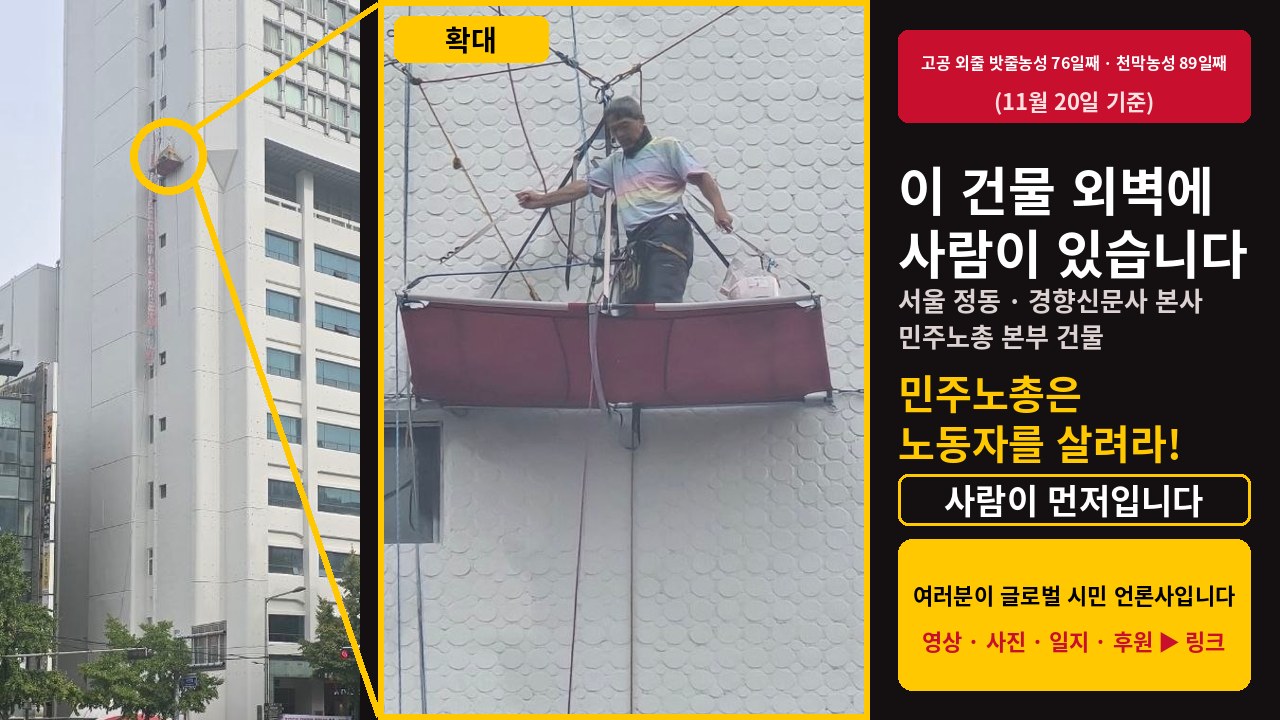 확대
고공 외줄 밧줄농성 76일째 · 천막농성 89일째
(11월 20일 기준)
이 건물 외벽에
사람이 있습니다
서울 정동 · 경향신문사 본사
민주노총 본부 건물
민주노총은
노동자를 살려라!
사람이 먼저입니다
여러분이 글로벌 시민 언론사입니다
영상 · 사진 · 일지 · 후원 ▶ 링크